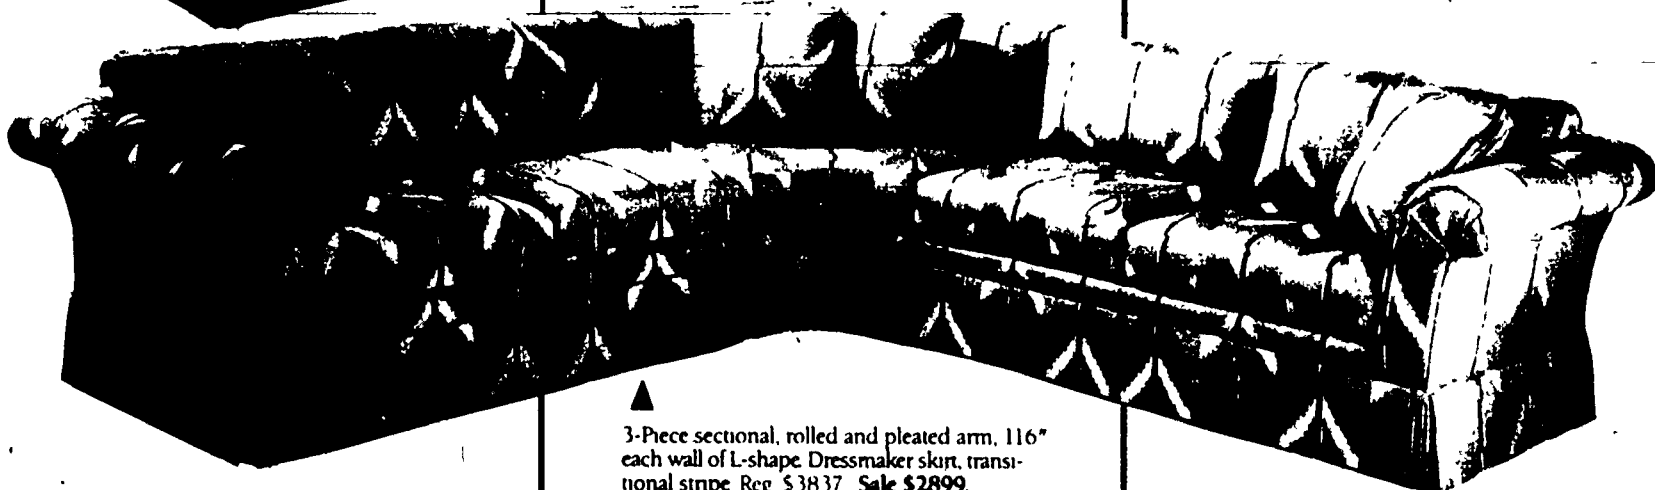 3-Piece sectional, rolled and pleated arm, 116"
each wall of L-shape. Dressmaker skirt, transi-
tional stripe. Reg. $3837. Sale $2899.